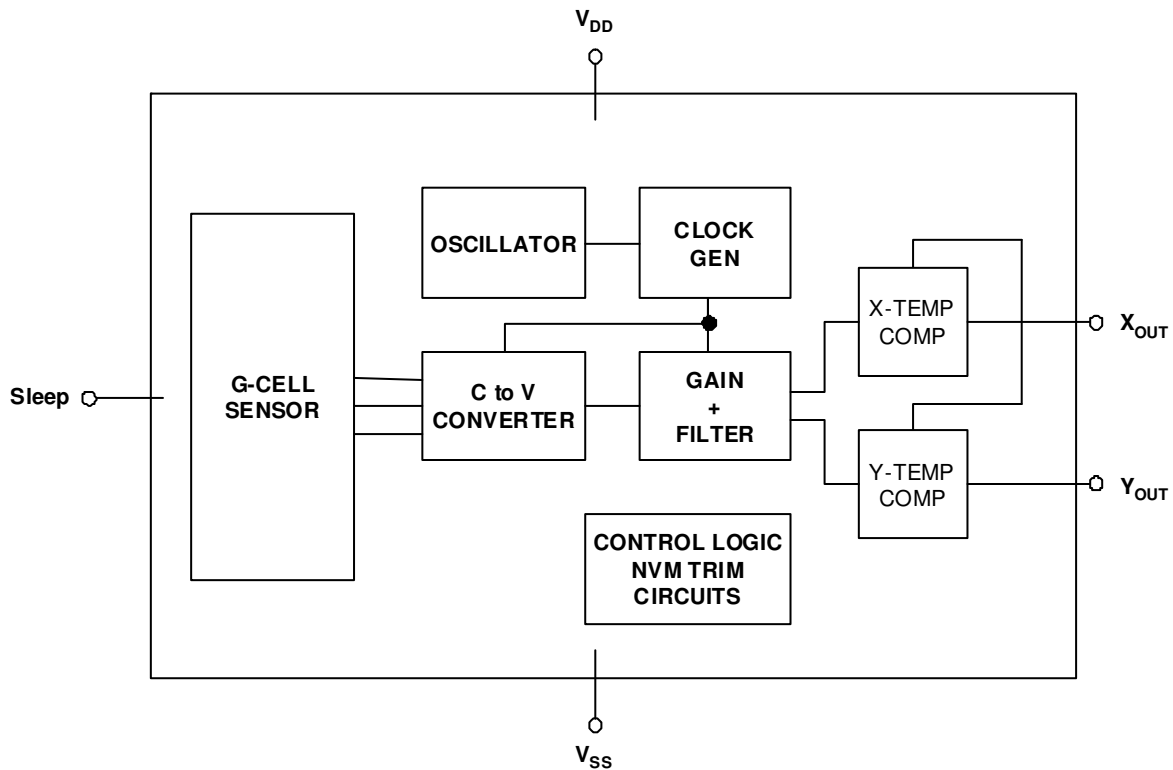 VDD
OSCILLATOR
CLOCK
GEN
X-TEMP
COMP
XOUT
Sleep
G-CELL
SENSOR
C to V
CONVERTER
GAIN
+
FILTER
Y-TEMP
COMP
YOUT
CONTROL LOGIC
NVM TRIM
CIRCUITS
VSS